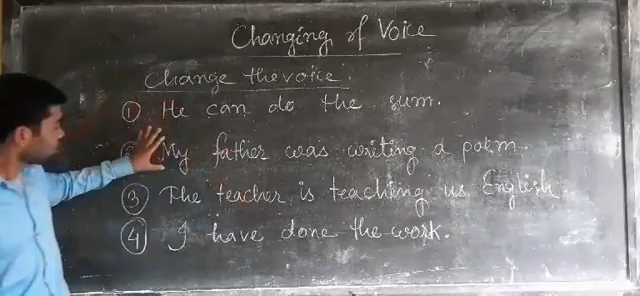 Changing of Voice
Change the voice:
① He can do the sum.
My father was writing a poem.
③ The teacher is teaching us English.
④ I have done the work.